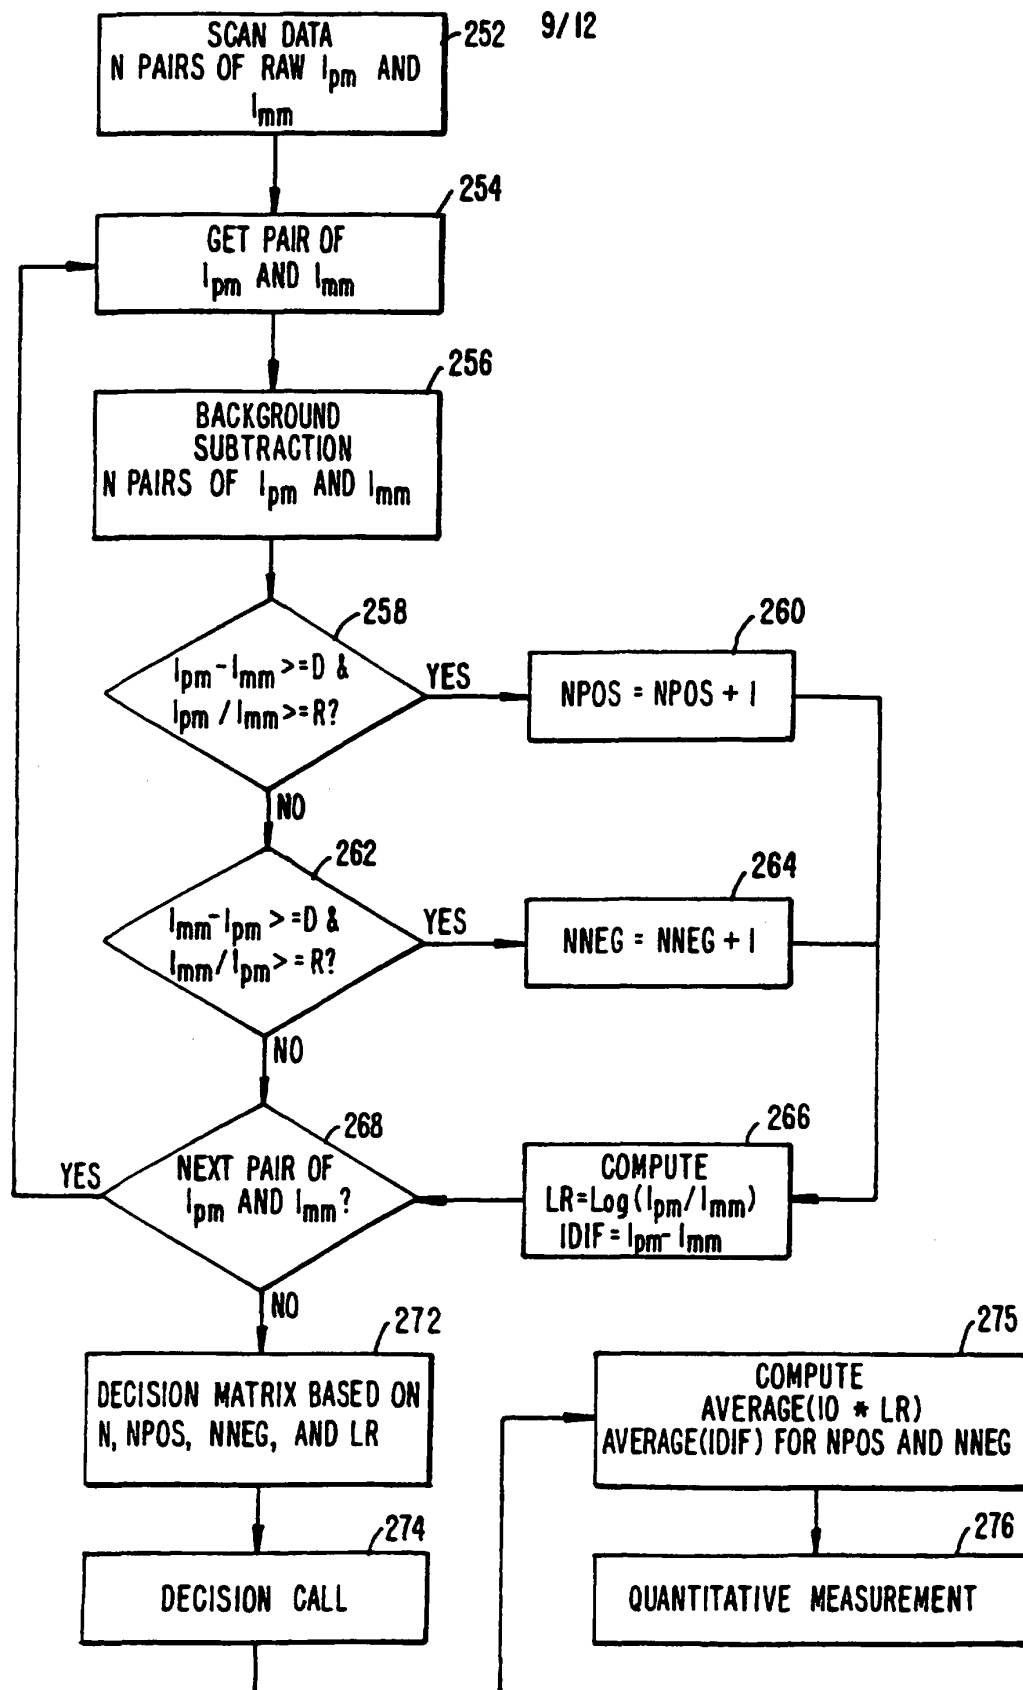 9/12
252
SCAN DATA
N PAIRS OF RAW Ipm AND
Imm
254
GET PAIR OF
Ipm AND Imm
256
BACKGROUND
SUBTRACTION
N PAIRS OF Ipm AND Imm
258
Ipm-Imm >=D &
Ipm / Imm >=R?
YES
260
NPOS = NPOS + 1
NO
262
Imm-Ipm >=D &
Imm/Ipm >=R?
YES
264
NNEG = NNEG + 1
NO
268
NEXT PAIR OF
Ipm AND Imm?
YES
266
COMPUTE
LR=Log(Ipm/Imm)
IDIF=Ipm-Imm
NO
272
DECISION MATRIX BASED ON
N, NPOS, NNEG, AND LR
274
DECISION CALL
275
COMPUTE
AVERAGE(10 * LR)
AVERAGE(IDIF) FOR NPOS AND NNEG
276
QUANTITATIVE MEASUREMENT